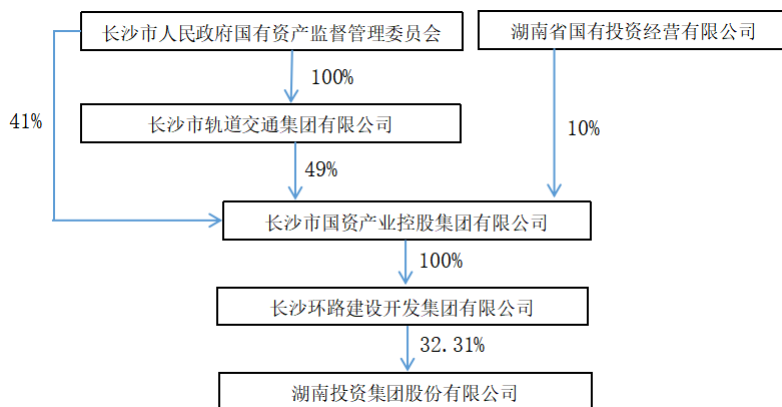 长沙市人民政府国有资产监督管理委员会
湖南省国有投资经营有限公司
100%
41%
长沙市轨道交通集团有限公司
10%
49%
长沙市国资产业控股集团有限公司
100%
长沙环路建设开发集团有限公司
32.31%
湖南投资集团股份有限公司